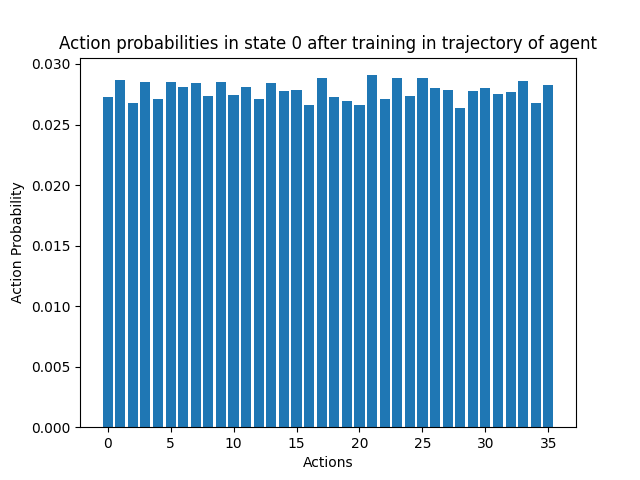 Action probabilities in state 0 after training in trajectory of agent
0.030
0.025
0.020
0.015
0.010
0.005
0.000
Action Probability
0 5 10 15 20 25 30 35
Actions